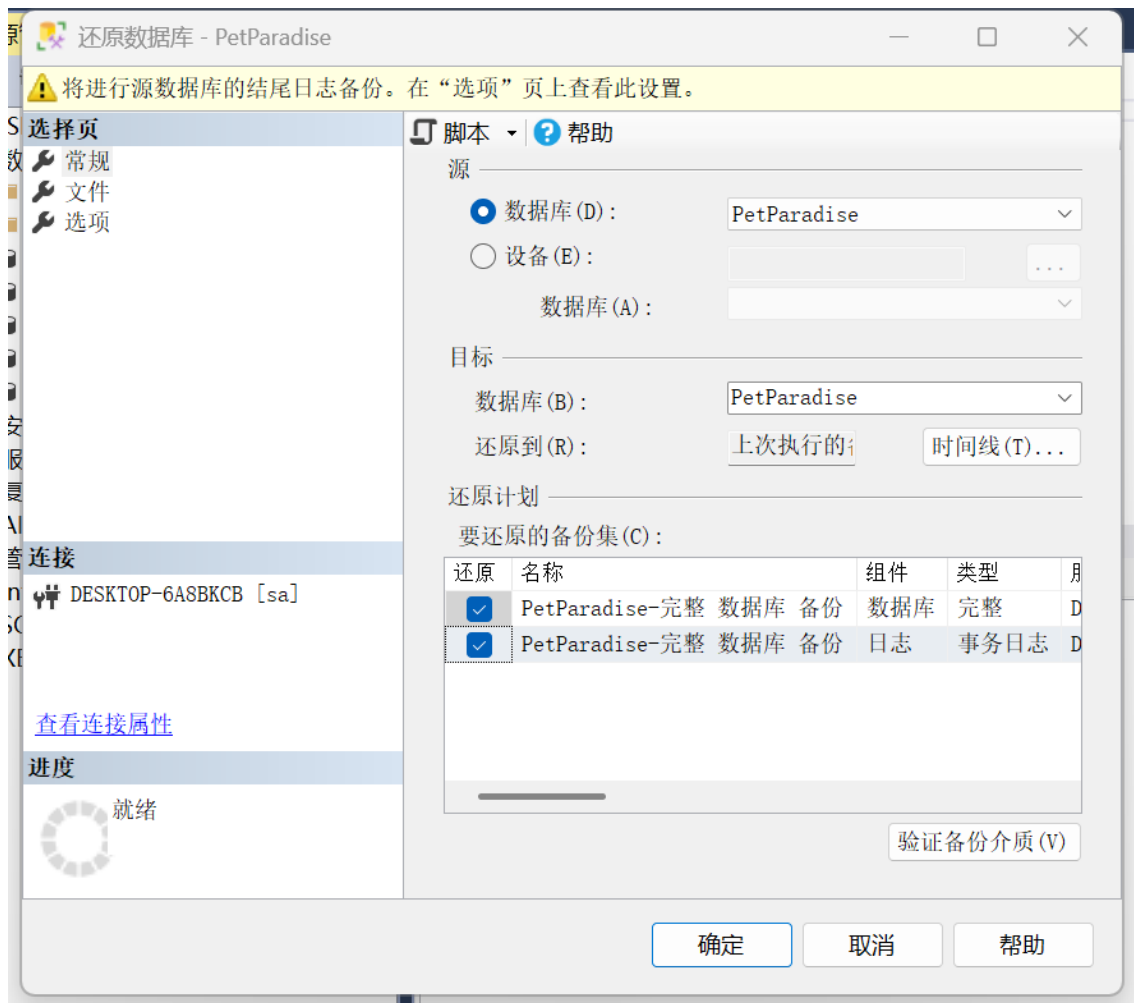 还原数据库 - PetParadise
将进行源数据库的结尾日志备份。在“选项”页上查看此设置。
选择页
常规
文件
选项
脚本 帮助
源
数据库(D): PetParadise
设备(E): ...
数据库(A):
目标
数据库(B): PetParadise
还原到(R): 上次执行的 时间线(T)...
还原计划
要还原的备份集(C):
还原 名称 组件 类型
PetParadise-完整 数据库 备份 数据库 完整 D
PetParadise-完整 数据库 备份 日志 事务日志 D
验证备份介质(V)
连接
DESKTOP-6A8BKCB [sa]
查看连接属性
进度
就绪
确定 取消 帮助